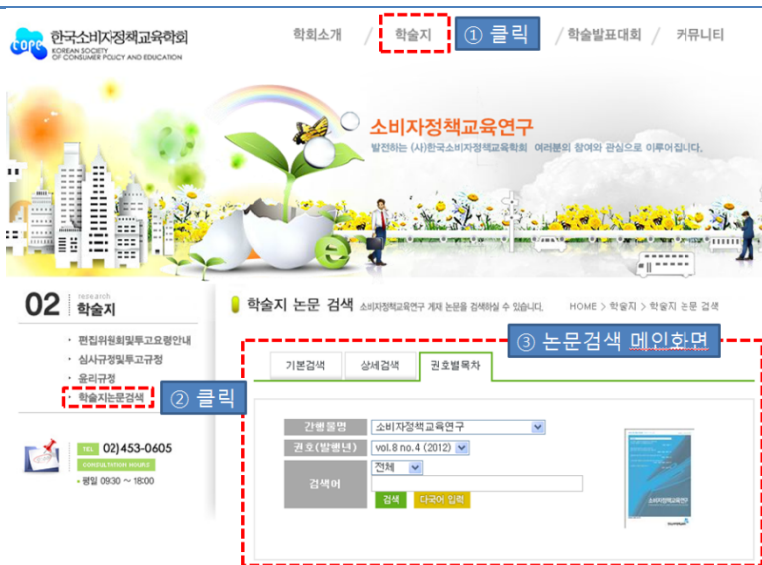 cope 한국소비자정책교육학회
KOREAN SOCIETY
OF CONSUMER POLICY AND EDUCATION
학회소개 / 학술지 ① 클릭 / 학술발표대회 / 커뮤니티
소비자정책교육연구
발전하는 (사)한국소비자정책교육학회 여러분의 참여와 관심으로 이루어집니다.
e
02 research
학술지
· 편집위원회및투고요령안내
· 심사규정및투고규정
· 윤리규정
· 학술지논문검색 ② 클릭
TEL 02)453-0605
CONSULTATION HOURS
· 평일 0930 ~ 18:00
학술지 논문 검색 소비자정책교육연구 게재 논문을 검색하실 수 있습니다. HOME > 학술지 > 학술지 논문 검색
③ 논문검색 메인화면
기본검색 상세검색 권호별목차
간행물명 소비자정책교육연구
권호(발행년) vol.8 no.4 (2012)
검색어 전체
검색 다국어 입력
소비자정책교육연구